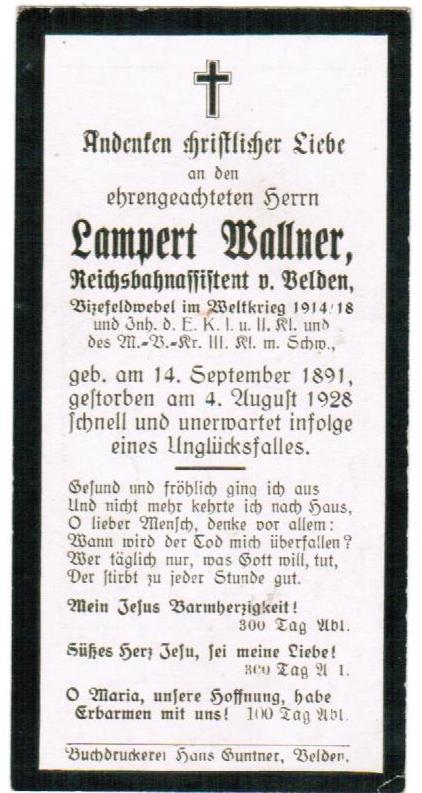 Andenken christlicher Liebe
an den
ehrengeachteten Herrn
Lampert Wallner,
Reichsbahnassistent v. Velden,
Vizefeldwebel im Weltkrieg 1914/18
und Inh. d. E. K. I. u. II. Kl. und
des M.-V.-Kr. III. Kl. m. Schw.,
geb. am 14. September 1891,
gestorben am 4. August 1928
schnell und unerwartet infolge
eines Unglücksfalles.
Gesund und fröhlich ging ich aus
Und nicht mehr kehrte ich nach Haus,
O lieber Mensch, denke vor allem:
Wann wird der Tod mich überfallen?
Wer täglich nur, was Gott will, tut,
Der stirbt zu jeder Stunde gut.
Mein Jesus Barmherzigkeit!
300 Tag Abl.
Süßes Herz Jesu, sei meine Liebe!
300 Tag A l.
O Maria, unsere Hoffnung, habe
Erbarmen mit uns! 100 Tag Abl.
Buchdruckerei Hans Guntner, Velden.